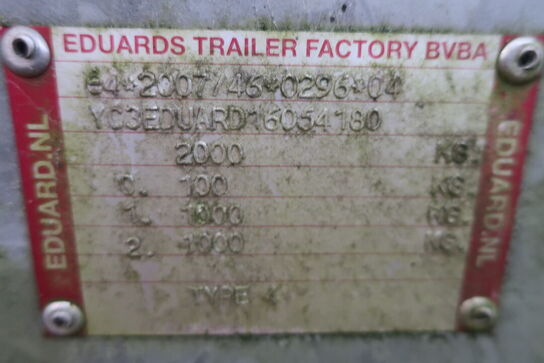 EDUARDS TRAILER FACTORY BVBA
e4*2007/46*0296*04
YC3EDUARD16054180
2000 KG.
0. 100 KG.
1. 1000 KG.
2. 1000 KG.
TYPE 4
EDUARD.NL
EDUARD.NL